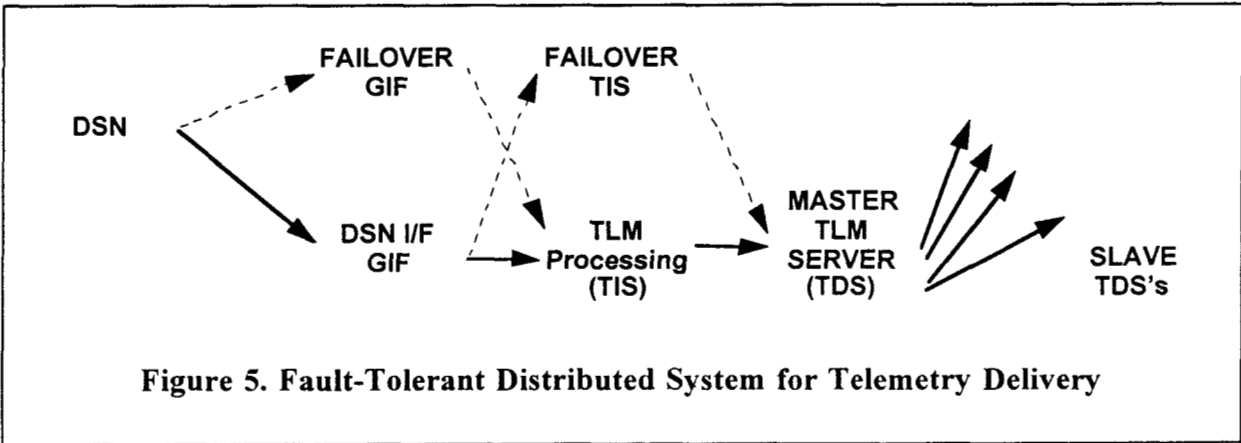 FAILOVER
GIF
FAILOVER
TIS
DSN
DSN I/F
GIF
TLM
Processing
(TIS)
MASTER
TLM
SERVER
(TDS)
SLAVE
TDS's
Figure 5. Fault-Tolerant Distributed System for Telemetry Delivery